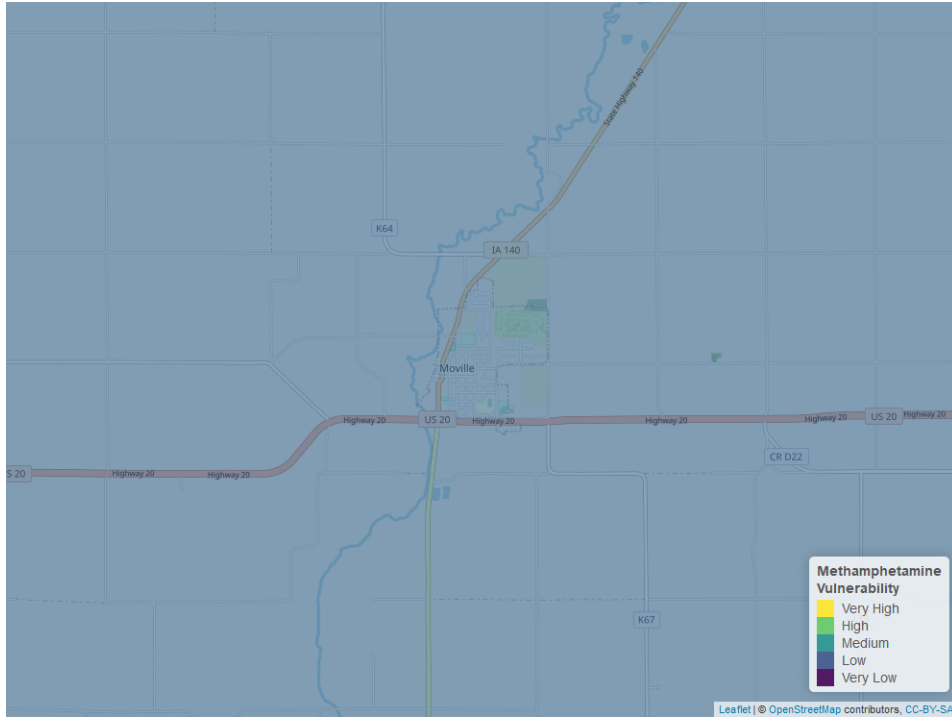 State Highway 140
K64
IA 140
Moville
US 20
Highway 20
Highway 20
Highway 20
Highway 20
US 20
Highway 20
CR D22
S 20
Highway 20
Highway 20
K67
Methamphetamine
Vulnerability
Very High
High
Medium
Low
Very Low
Leaflet | © OpenStreetMap contributors, CC-BY-SA